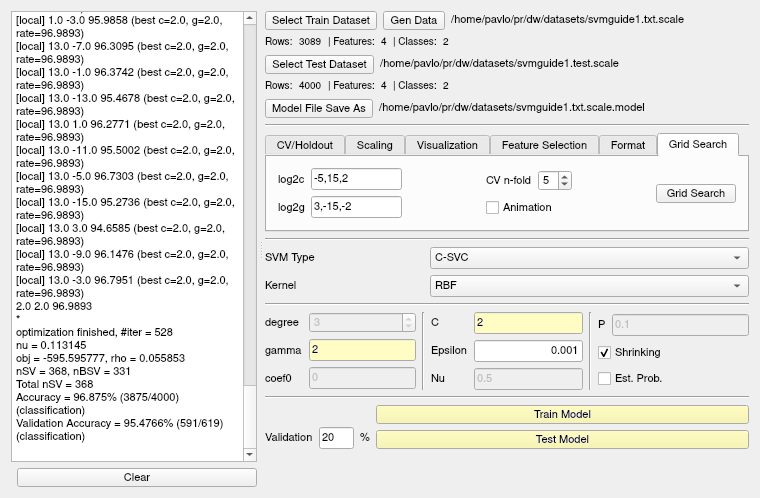 [local] 1.0 -3.0 95.9858 (best c=2.0, g=2.0,
rate=96.9893)
[local] 13.0 -7.0 96.3095 (best c=2.0, g=2.0,
rate=96.9893)
[local] 13.0 -1.0 96.3742 (best c=2.0, g=2.0,
rate=96.9893)
[local] 13.0 -13.0 95.4678 (best c=2.0, g=2.0,
rate=96.9893)
[local] 13.0 1.0 96.2771 (best c=2.0, g=2.0,
rate=96.9893)
[local] 13.0 -11.0 95.5002 (best c=2.0, g=2.0,
rate=96.9893)
[local] 13.0 -5.0 96.7303 (best c=2.0, g=2.0,
rate=96.9893)
[local] 13.0 -15.0 95.2736 (best c=2.0, g=2.0,
rate=96.9893)
[local] 13.0 3.0 94.6585 (best c=2.0, g=2.0,
rate=96.9893)
[local] 13.0 -9.0 96.1476 (best c=2.0, g=2.0,
rate=96.9893)
[local] 13.0 -3.0 96.7951 (best c=2.0, g=2.0,
rate=96.9893)
2.0 2.0 96.9893
*
optimization finished, #iter = 528
nu = 0.113145
obj = -595.595777, rho = 0.055853
nSV = 368, nBSV = 331
Total nSV = 368
Accuracy = 96.875% (3875/4000)
(classification)
Validation Accuracy = 95.4766% (591/619)
(classification)
Clear
Select Train Dataset Gen Data /home/pavlo/pr/dw/datasets/svmguide1.txt.scale
Rows: 3089 | Features: 4 | Classes: 2
Select Test Dataset /home/pavlo/pr/dw/datasets/svmguide1.test.scale
Rows: 4000 | Features: 4 | Classes: 2
Model File Save As /home/pavlo/pr/dw/datasets/svmguide1.txt.scale.model
CV/Holdout Scaling Visualization Feature Selection Format Grid Search
log2c -5,15,2 CV n-fold 5 Grid Search
log2g 3,-15,-2 Animation
SVM Type C-SVC
Kernel RBF
degree 3 C 2 P 0.1
gamma 2 Epsilon 0.001 Shrinking
coef0 0 Nu 0.5 Est. Prob.
Train Model
Validation 20 % Test Model